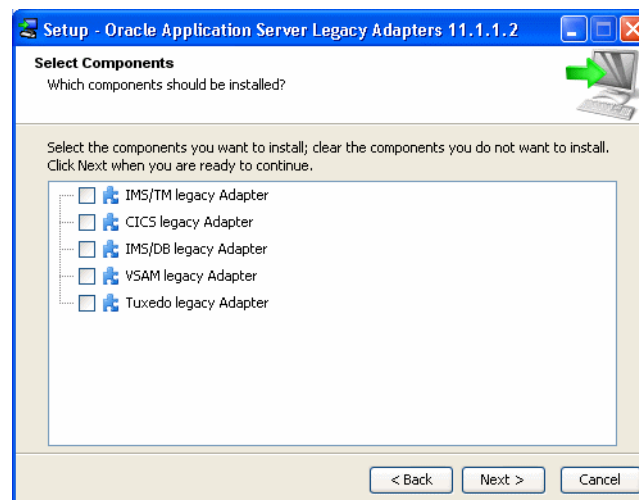 Setup - Oracle Application Server Legacy Adapters 11.1.1.2
Select Components
Which components should be installed?
Select the components you want to install; clear the components you do not want to install.
Click Next when you are ready to continue.
IMS/TM legacy Adapter
CICS legacy Adapter
IMS/DB legacy Adapter
VSAM legacy Adapter
Tuxedo legacy Adapter
< Back Next > Cancel